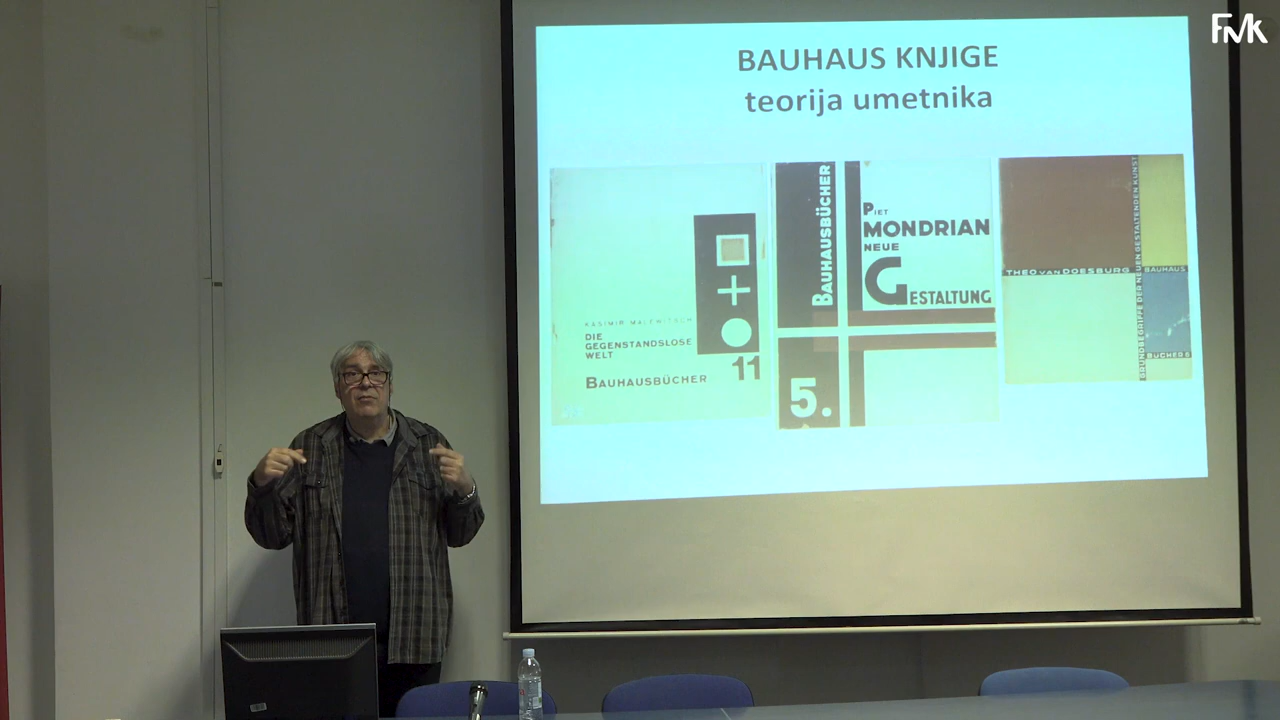 FMK
BAUHAUS KNJIGE
teorija umetnika
KASIMIR MALEWITSCH
DIE
GEGENSTANDSLOSE
WELT
BAUHAUSBÜCHER
11
BAUHAUSBÜCHER
5.
PIET
MONDRIAN
NEUE
GESTALTUNG
THEO VAN DOESBURG
GRUNDBEGRIFFE DER NEUEN GESTALTENDEN KUNST
BAUHAUS
BÜCHER 6